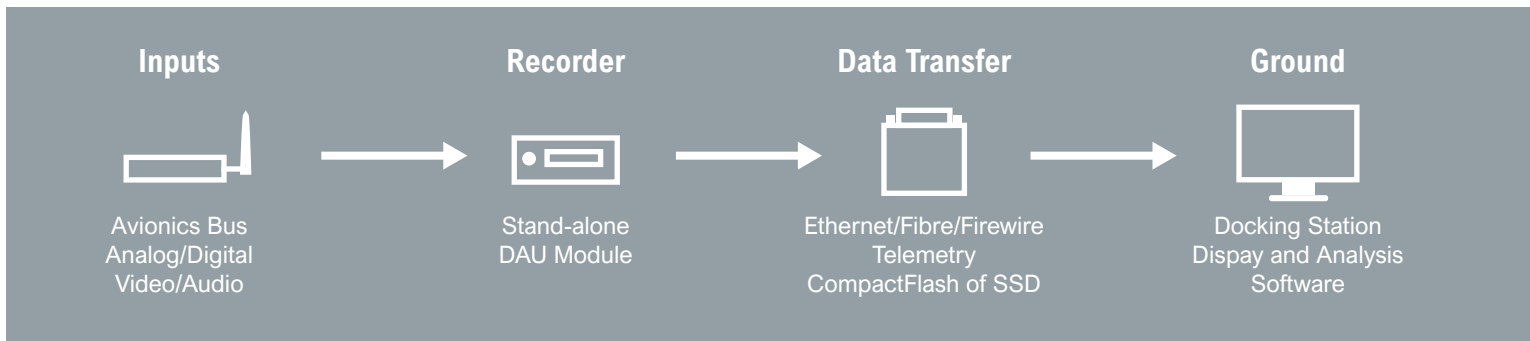 Inputs
Avionics Bus
Analog/Digital
Video/Audio
Recorder
Stand-alone
DAU Module
Data Transfer
Ethernet/Fibre/Firewire
Telemetry
CompactFlash of SSD
Ground
Docking Station
Dispay and Analysis
Software